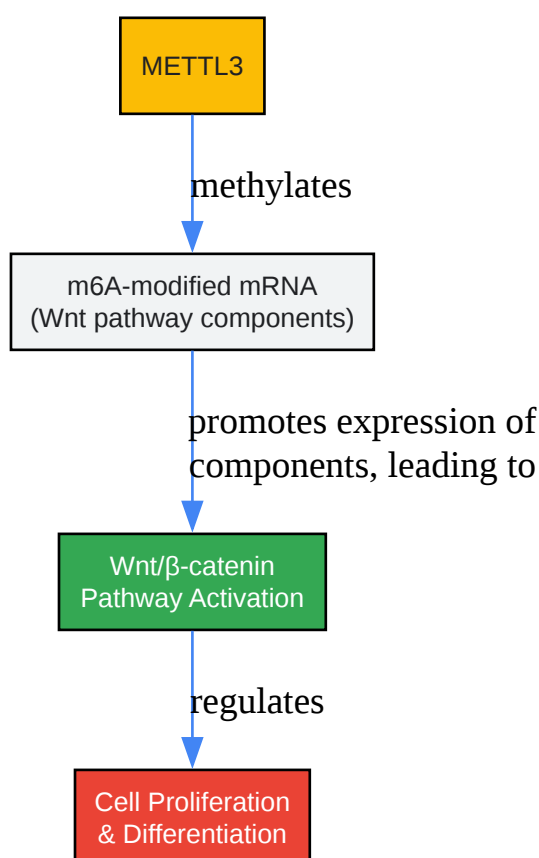 METTL3
methylates
m6A-modified mRNA
(Wnt pathway components)
promotes expression of
components, leading to
Wnt/β-catenin
Pathway Activation
regulates
Cell Proliferation
& Differentiation